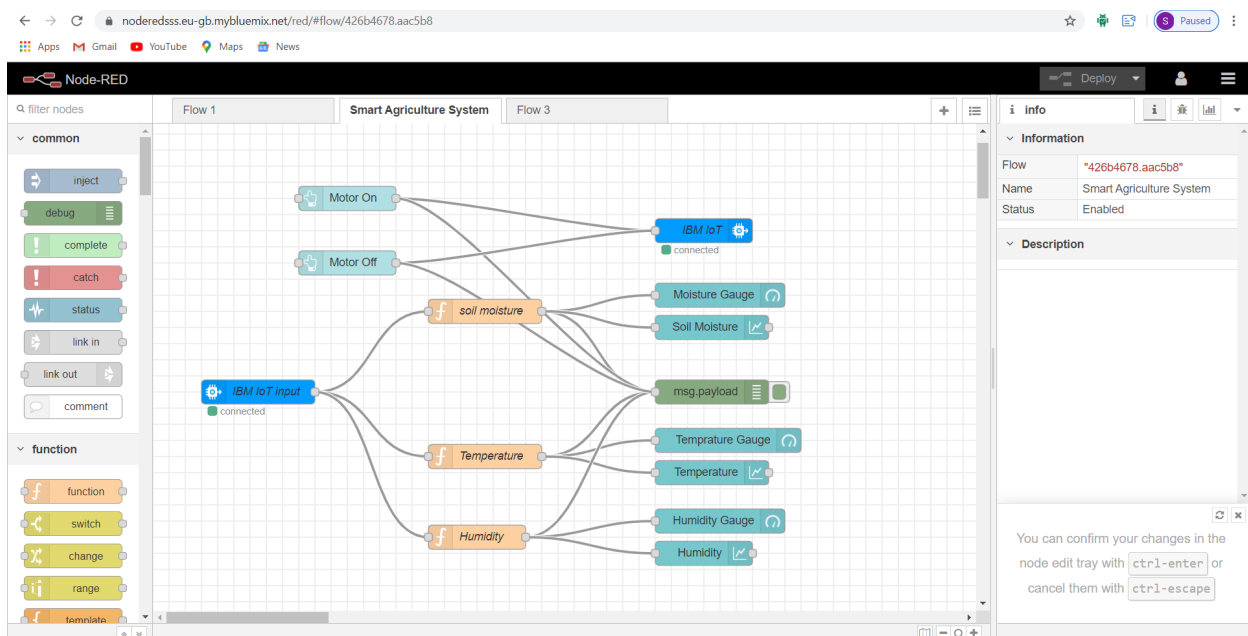 noderedsss.eu-gb.mybluemix.net/red/#flow/426b4678.aac5b8
S Paused
Apps Gmail YouTube Maps News
Node-RED
Deploy
filter nodes
Flow 1
Smart Agriculture System
Flow 3
i info
i
common
inject
debug
complete
catch
status
link in
link out
comment
function
function
switch
change
range
template
Motor On
Motor Off
IBM IoT
connected
soil moisture
Moisture Gauge
Soil Moisture
IBM IoT input
connected
msg.payload
Temperature
Temprature Gauge
Temperature
Humidity
Humidity Gauge
Humidity
Information
Flow "426b4678.aac5b8"
Name Smart Agriculture System
Status Enabled
Description
You can confirm your changes in the
node edit tray with ctrl-enter or
cancel them with ctrl-escape